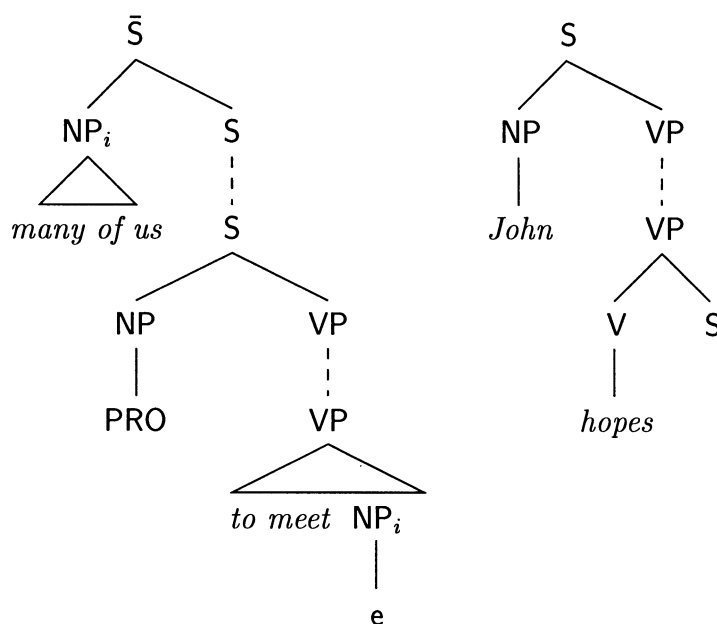 S̄ S
NPᵢ S NP VP
many of us S John VP
NP VP V S
PRO VP hopes
to meet NPᵢ
e